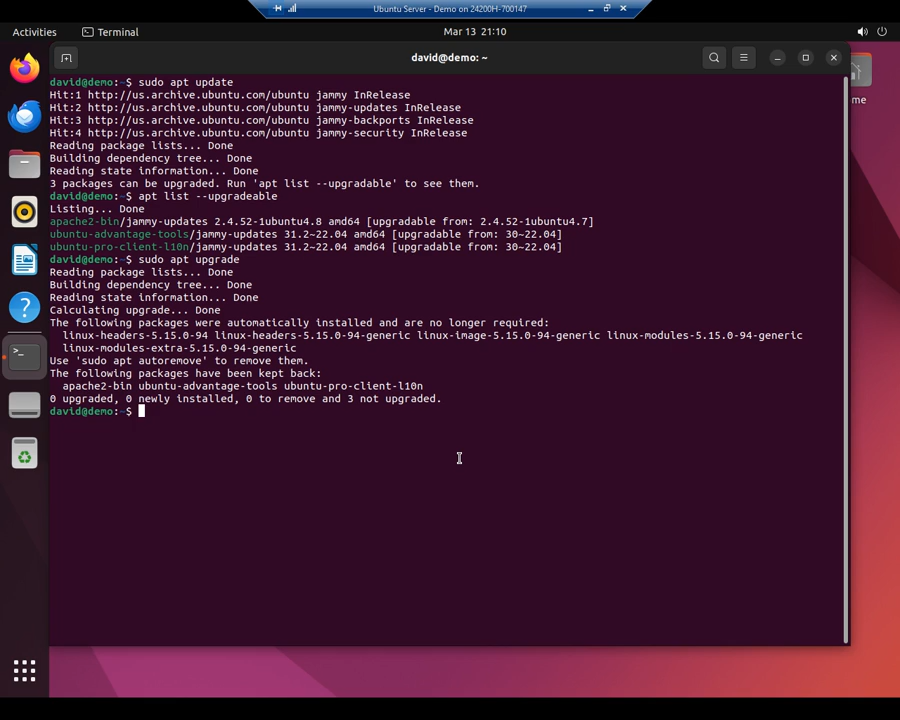 Ubuntu Server - Demo on 24200H-700147
Activities
Terminal
Mar 13 21:10
david@demo: ~
david@demo:~$ sudo apt update
Hit:1 http://us.archive.ubuntu.com/ubuntu jammy InRelease
Hit:2 http://us.archive.ubuntu.com/ubuntu jammy-updates InRelease
Hit:3 http://us.archive.ubuntu.com/ubuntu jammy-backports InRelease
Hit:4 http://us.archive.ubuntu.com/ubuntu jammy-security InRelease
Reading package lists... Done
Building dependency tree... Done
Reading state information... Done
3 packages can be upgraded. Run 'apt list --upgradable' to see them.
david@demo:~$ apt list --upgradeable
Listing... Done
apache2-bin/jammy-updates 2.4.52-1ubuntu4.8 amd64 [upgradable from: 2.4.52-1ubuntu4.7]
ubuntu-advantage-tools/jammy-updates 31.2~22.04 amd64 [upgradable from: 30~22.04]
ubuntu-pro-client-l10n/jammy-updates 31.2~22.04 amd64 [upgradable from: 30~22.04]
david@demo:~$ sudo apt upgrade
Reading package lists... Done
Building dependency tree... Done
Reading state information... Done
Calculating upgrade... Done
The following packages were automatically installed and are no longer required:
linux-headers-5.15.0-94 linux-headers-5.15.0-94-generic linux-image-5.15.0-94-generic linux-modules-5.15.0-94-generic
linux-modules-extra-5.15.0-94-generic
Use 'sudo apt autoremove' to remove them.
The following packages have been kept back:
apache2-bin ubuntu-advantage-tools ubuntu-pro-client-l10n
0 upgraded, 0 newly installed, 0 to remove and 3 not upgraded.
david@demo:~$
me